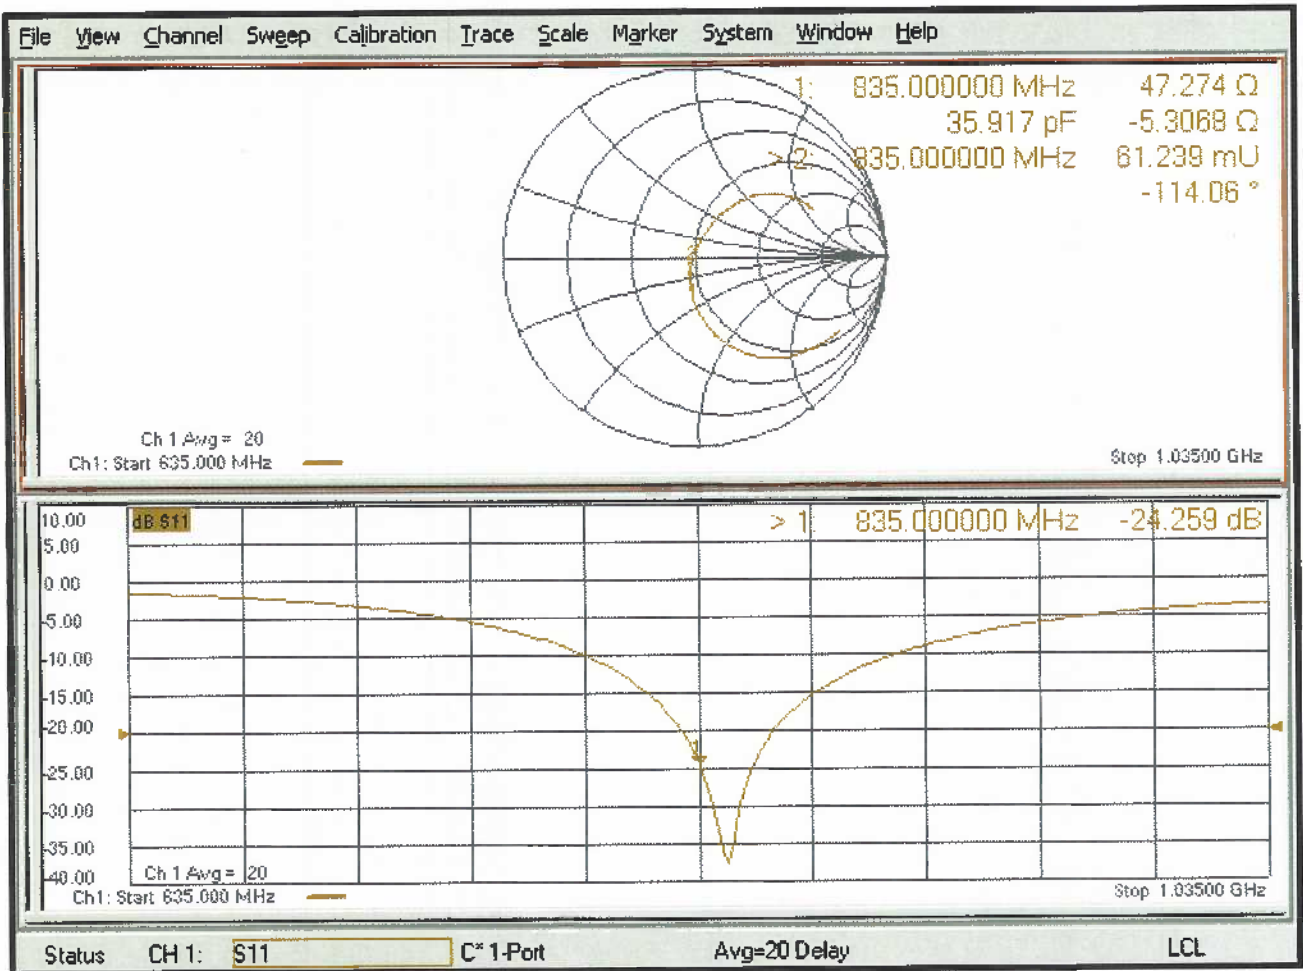 File View Channel Sweep Calibration Trace Scale Marker System Window Help
1: 835.000000 MHz 47.274 Ω
35.917 pF -5.3068 Ω
> 2: 835.000000 MHz 61.239 mU
-114.06 °
Ch 1 Avg = 20
Ch1: Start 635.000 MHz
Stop 1.03500 GHz
10.00
dB S11
> 1: 835.000000 MHz -24.259 dB
5.00
0.00
-5.00
-10.00
-15.00
-20.00
1
-25.00
-30.00
-35.00
-40.00
Ch 1 Avg = 20
Ch1: Start 635.000 MHz
Stop 1.03500 GHz
Status CH 1: S11 C* 1-Port Avg=20 Delay LCL